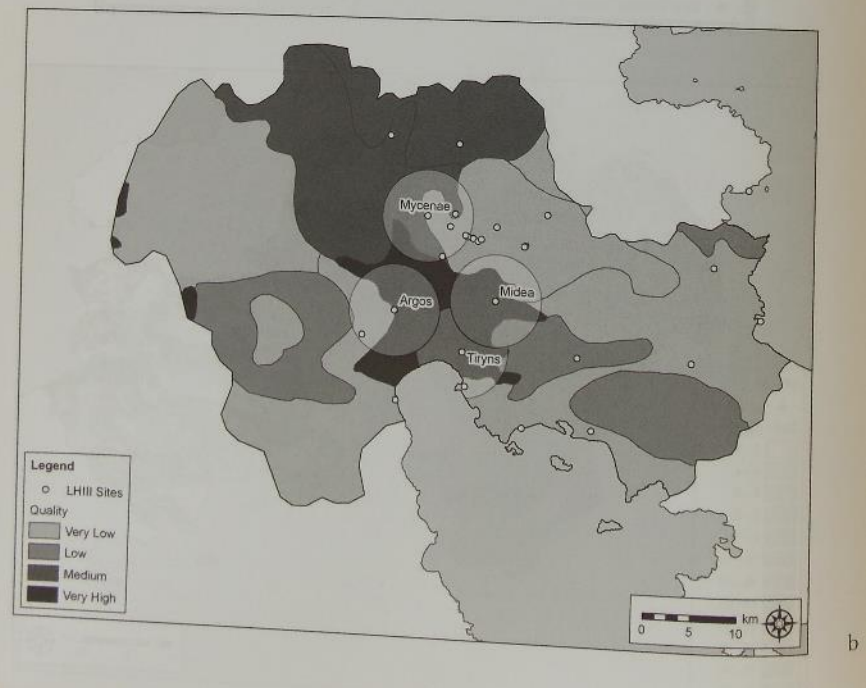 Mycenae
Argos
Midea
Tiryns
Legend
LHIII Sites
Quality
Very Low
Low
Medium
Very High
km
0 5 10
b